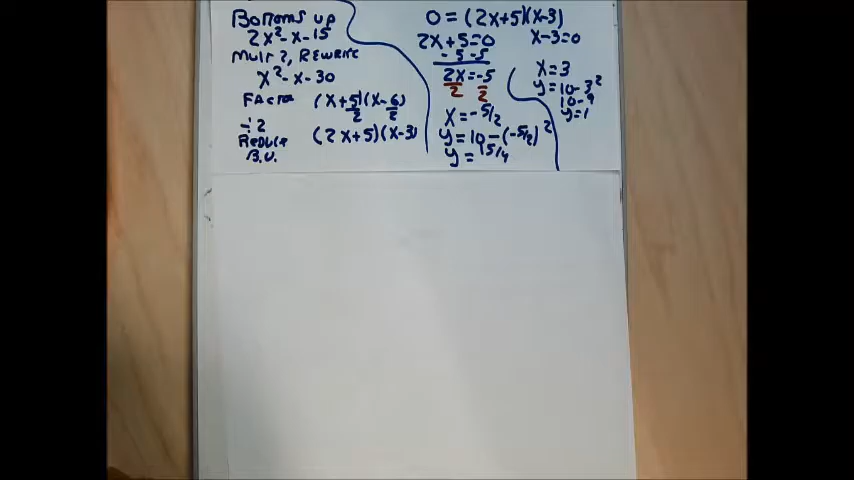 Bottoms up
2x²-x-15
Mult 2, Rewrite
x²-x-30
Factor (x+5/2)(x-6/2)
÷2
Reduce (2x+5)(x-3)
B.U.
0=(2x+5)(x-3)
2x+5=0 x-3=0
-5 -5
2x=-5
2 2
x=-5/2
y=10-(-5/2)²
y=15/4
x=3
y=10-3²
10-9
y=1